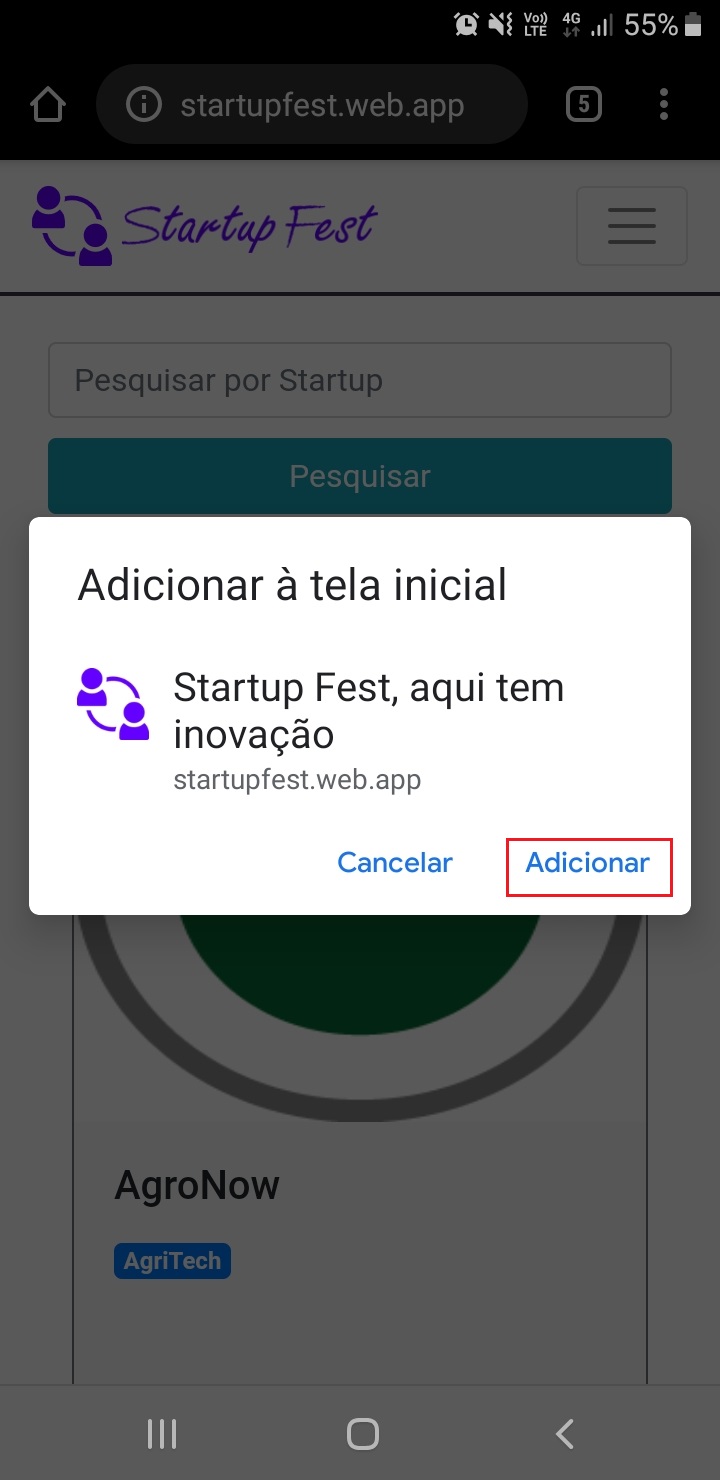 Vo)) 4G 55%
LTE
startupfest.web.app 5
Startup Fest
Pesquisar por Startup
Pesquisar
Adicionar à tela inicial
Startup Fest, aqui tem
inovação
startupfest.web.app
Cancelar Adicionar
AgroNow
AgriTech